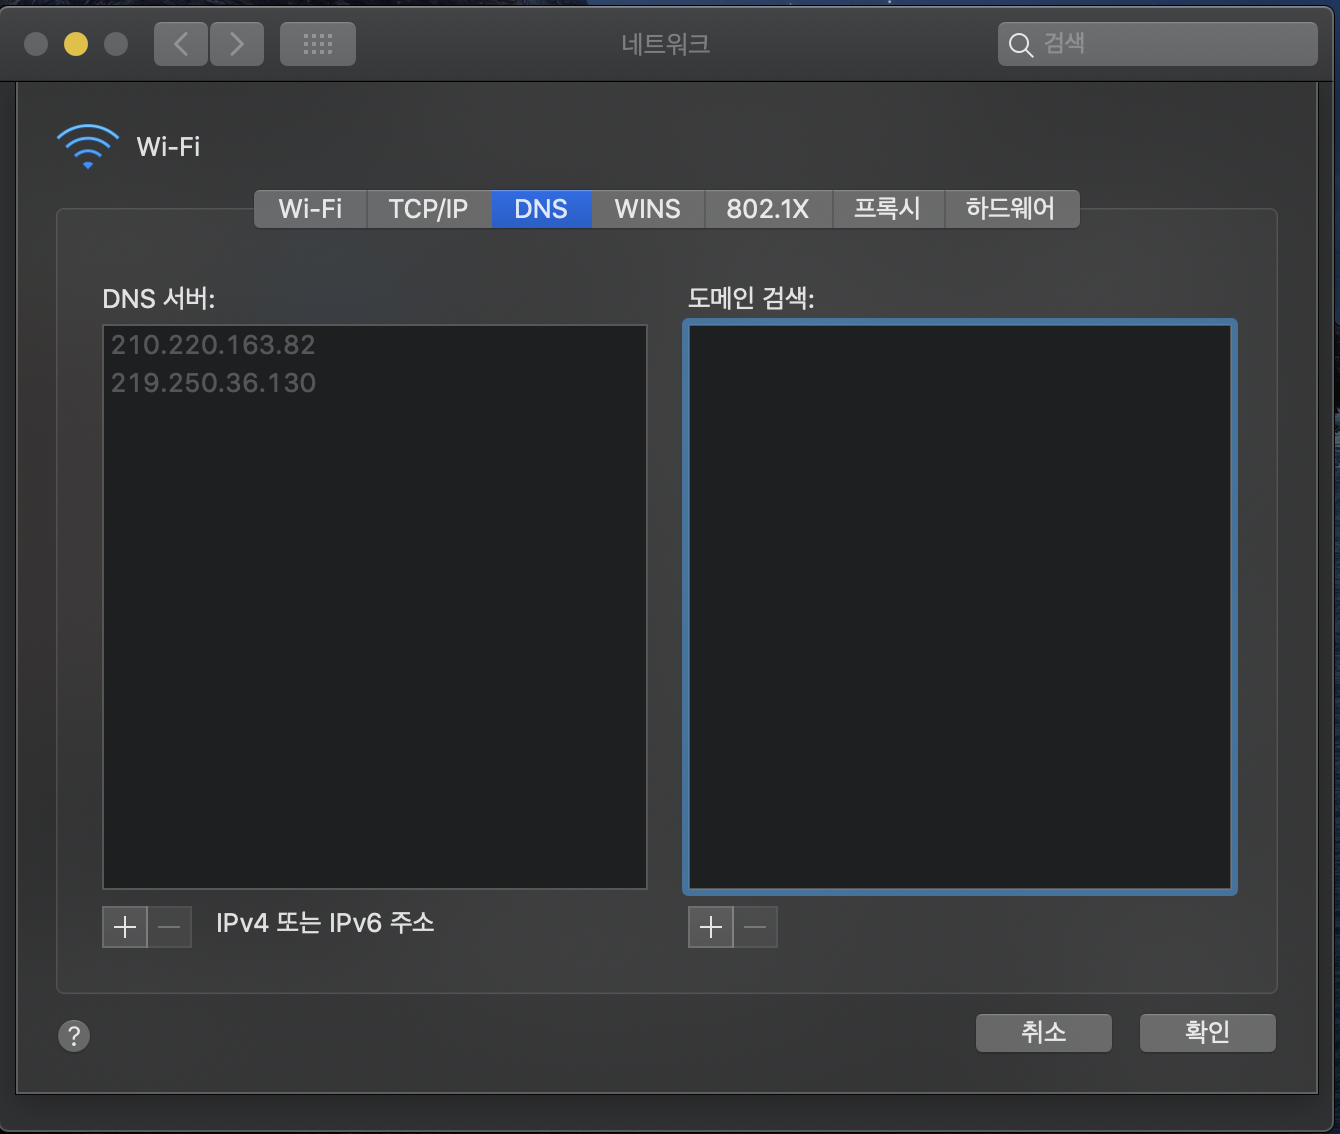 네트워크
검색
Wi-Fi
Wi-Fi TCP/IP DNS WINS 802.1X 프록시 하드웨어
DNS 서버:
210.220.163.82
219.250.36.130
IPv4 또는 IPv6 주소
도메인 검색:
?
취소 확인